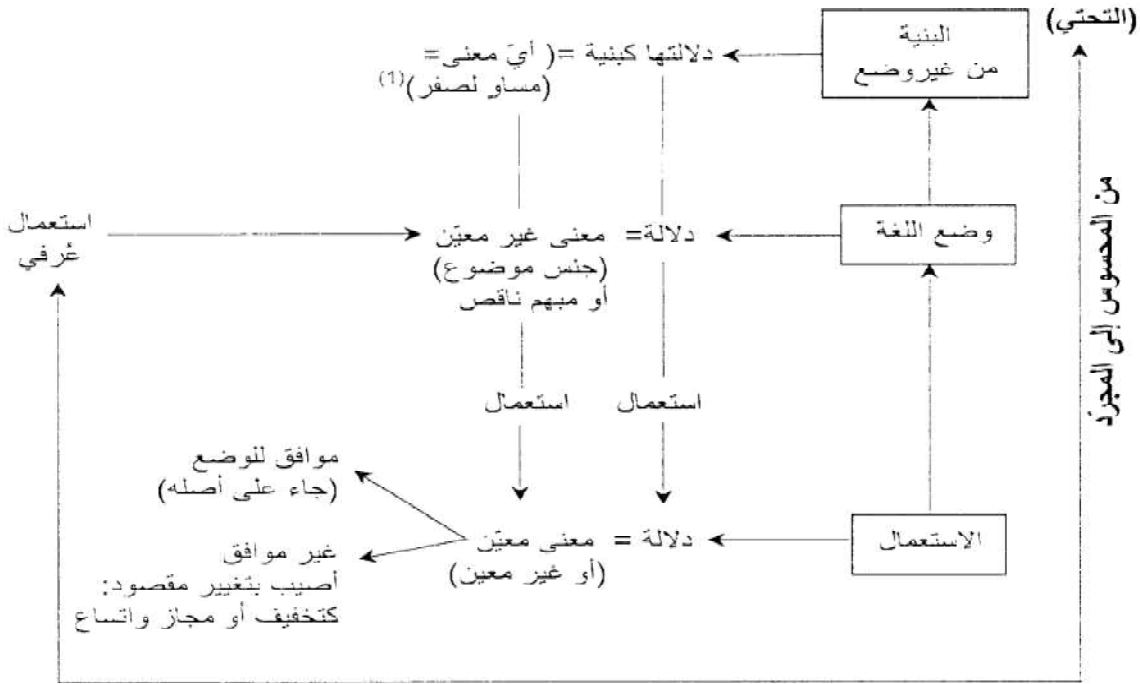 (التحتي)
البنية
من غير وضع
دلالتها كبنية =( أيّ معنى=
(مساوٍ لصفر)(1)
من المحسوس إلى المجرّد
وضع اللغة
دلالة= معنى غير معيّن
(جنس موضوع)
أو مبهم ناقص
استعمال
عُرفي
استعمال
استعمال
موافق للوضع
(جاء على أصله)
الاستعمال
دلالة = معنى معيّن
(أو غير معين)
غير موافق
أصيب بتغيير مقصود:
كتخفيف أو مجاز واتساع